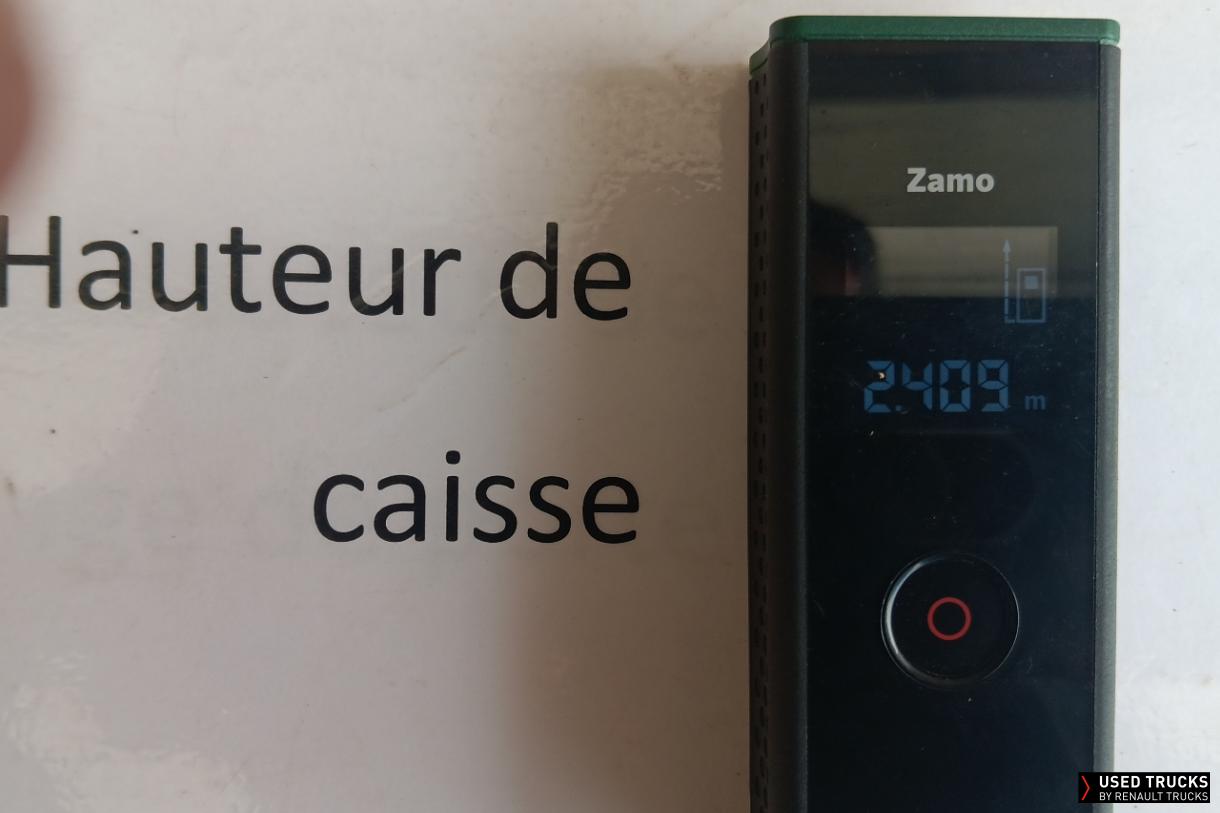 Hauteur de
caisse
Zamo
2.409 m
USED TRUCKS
BY RENAULT TRUCKS